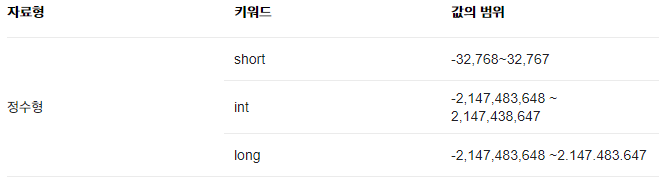 자료형 키워드 값의 범위
short -32,768~32,767
정수형 int -2,147,483,648 ~
2,147,438,647
long -2,147,483,648 ~2.147.483.647